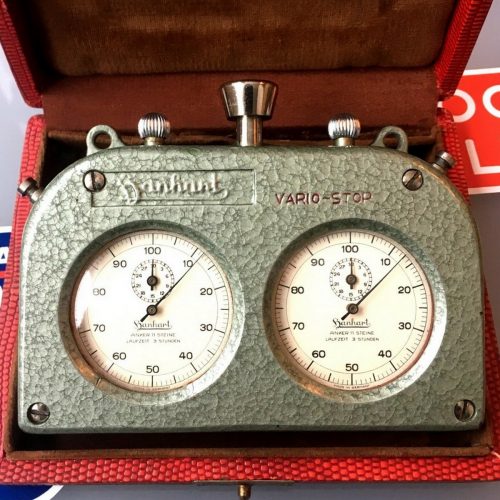 Hanhart
VARIO-STOP
100
10
20
30
40
50
60
70
80
90
Hanhart
ANKER 11 STEINE
LAUFZEIT 3 STUNDEN
100
10
20
30
40
50
60
70
80
90
Hanhart
ANKER 11 STEINE
LAUFZEIT 3 STUNDEN